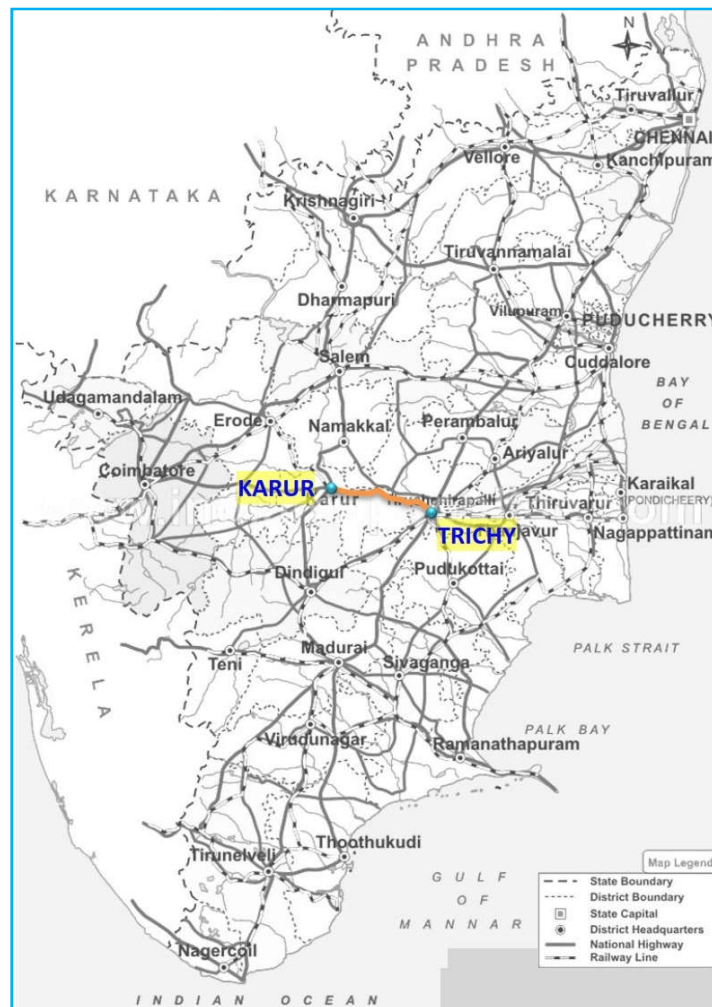 N
ANDHRA
PRADESH
Tiruvallur
CHENNAI
Vellore
Kanchipuram
KARNATAKA
Krishnagiri
Tiruvannamalai
Dharmapuri
Vilupuram
PUDUCHERRY
Cuddalore
Salem
BAY
OF
BENGAL
Udagamandalam
Erode
Namakkal
Perambalur
Ariyalur
Coimbatore
KARUR
Karaikal
(PONDICHEERY)
Thiruvarur
TRICHY
Nagappattinam
Dindigul
Pudukottai
KERELA
PALK STRAIT
Teni
Madurai
Sivaganga
PALK BAY
Virudunagar
Ramanathapuram
Thoothukudi
Tirunelveli
GULF
OF
MANNAR
Nagercoil
INDIAN OCEAN
Map Legend
State Boundary
District Boundary
State Capital
District Headquarters
National Highway
Railway Line